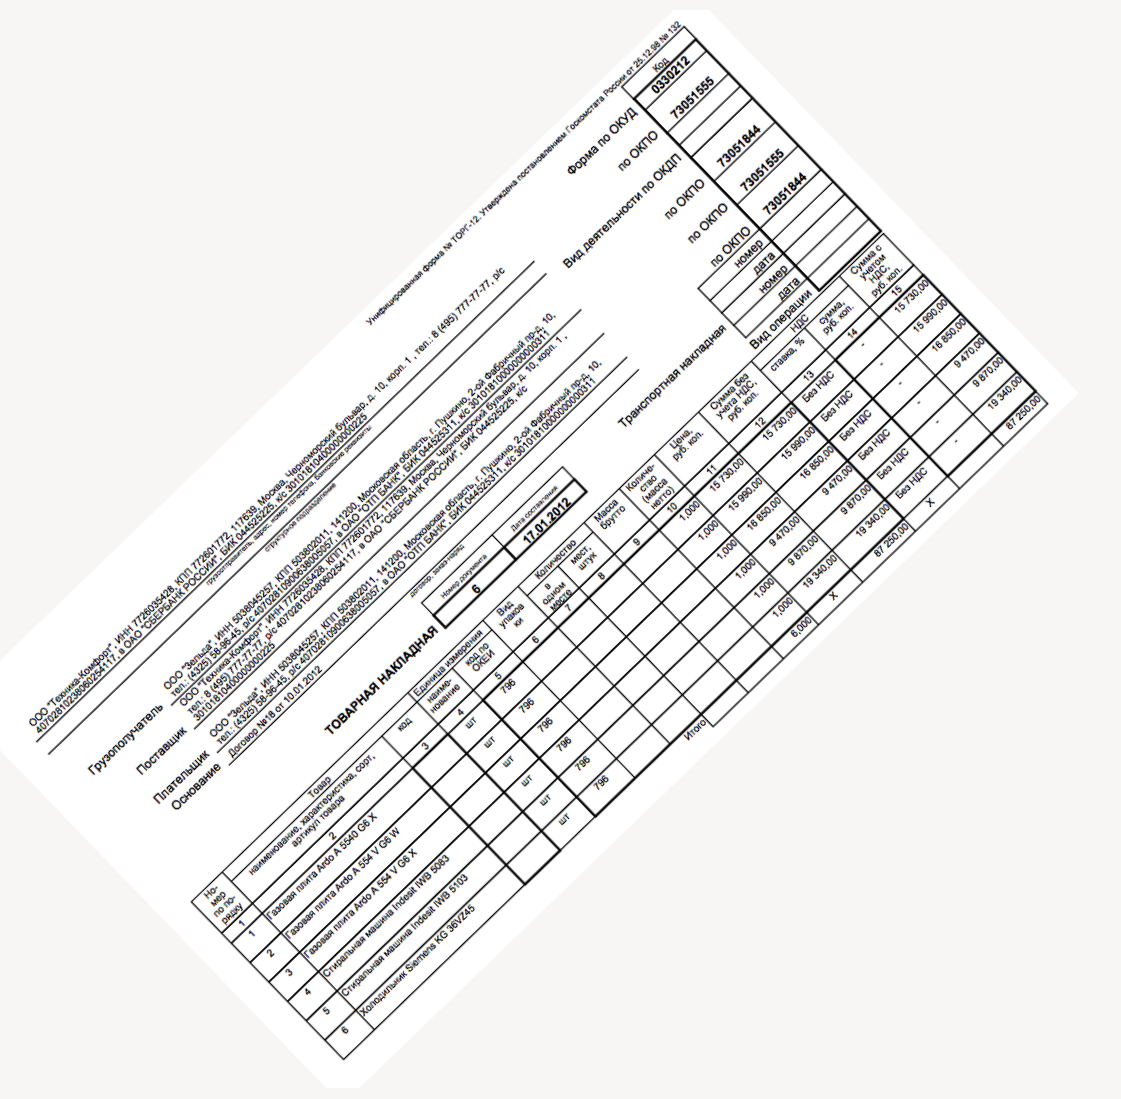 Унифицированная форма № ТОРГ-12. Утверждена постановлением Госкомстата России от 25.12.98 № 132
Код
Форма по ОКУД 0330212
ООО "Техника-Комфорт", ИНН 7726035428, КПП 772601772, 117639, Москва, Черноморский бульвар, д. 10, корп. 1 , тел.: 8 (495) 777-77-77, р/с
по ОКПО 73051555
40702810238060254117, в ОАО "СБЕРБАНК РОССИИ", БИК 044525225, к/с 30101810400000000225
грузоотправитель, адрес, номер телефона, банковские реквизиты
структурное подразделение
Вид деятельности по ОКДП
Грузополучатель
ООО "Зельса", ИНН 5038045257, КПП 503802011, 141200, Московская область, г. Пушкино, 2-ой Фабричный пр-д, 10,
тел.: (4325) 58-96-45, р/с 40702810900638005057, в ОАО "ОТП БАНК", БИК 044525311, к/с 30101810000000000311
по ОКПО 73051844
Поставщик
ООО "Техника-Комфорт", ИНН 7726035428, КПП 772601772, 117639, Москва, Черноморский бульвар, д. 10, корп. 1 ,
тел.: 8 (495) 777-77-77, р/с 40702810238060254117, в ОАО "СБЕРБАНК РОССИИ", БИК 044525225, к/с
30101810400000000225
по ОКПО 73051555
Плательщик
ООО "Зельса", ИНН 5038045257, КПП 503802011, 141200, Московская область, г. Пушкино, 2-ой Фабричный пр-д, 10,
тел.: (4325) 58-96-45, р/с 40702810900638005057, в ОАО "ОТП БАНК", БИК 044525311, к/с 30101810000000000311
по ОКПО 73051844
Основание
Договор №18 от 10.01.2012
договор, заказ-наряд
номер
дата
Транспортная накладная
номер
дата
Вид операции
Номер документа
Дата составления
ТОВАРНАЯ НАКЛАДНАЯ 6 17.01.2012
Но-
мер
по по-
рядку
Товар
наименование, характеристика, сорт,
артикул товара
код
Единица измерения
наиме-
нование
код по
ОКЕИ
Вид
упаков
ки
Количество
в
одном
месте
мест,
штук
Масса
брутто
Количе-
ство
(масса
нетто)
Цена,
руб. коп.
Сумма без
учета НДС,
руб. коп.
НДС
ставка, %
сумма,
руб. коп.
Сумма с
учетом
НДС,
руб. коп.
1 2 3 4 5 6 7 8 9 10 11 12 13 14 15
1 Газовая плита Ardo A 5540 G6 X шт 796 1,000 15 730,00 15 730,00 Без НДС - 15 730,00
2 Газовая плита Ardo A 554 V G6 W шт 796 1,000 15 990,00 15 990,00 Без НДС - 15 990,00
3 Газовая плита Ardo A 554 V G6 X шт 796 1,000 16 850,00 16 850,00 Без НДС - 16 850,00
4 Стиральная машина Indesit IWB 5083 шт 796 1,000 9 470,00 9 470,00 Без НДС - 9 470,00
5 Стиральная машина Indesit IWB 5103 шт 796 1,000 9 870,00 9 870,00 Без НДС - 9 870,00
6 Холодильник Siemens KG 36VZ45 шт 796 1,000 19 340,00 19 340,00 Без НДС - 19 340,00
Итого 6,000 X 87 250,00 X 87 250,00